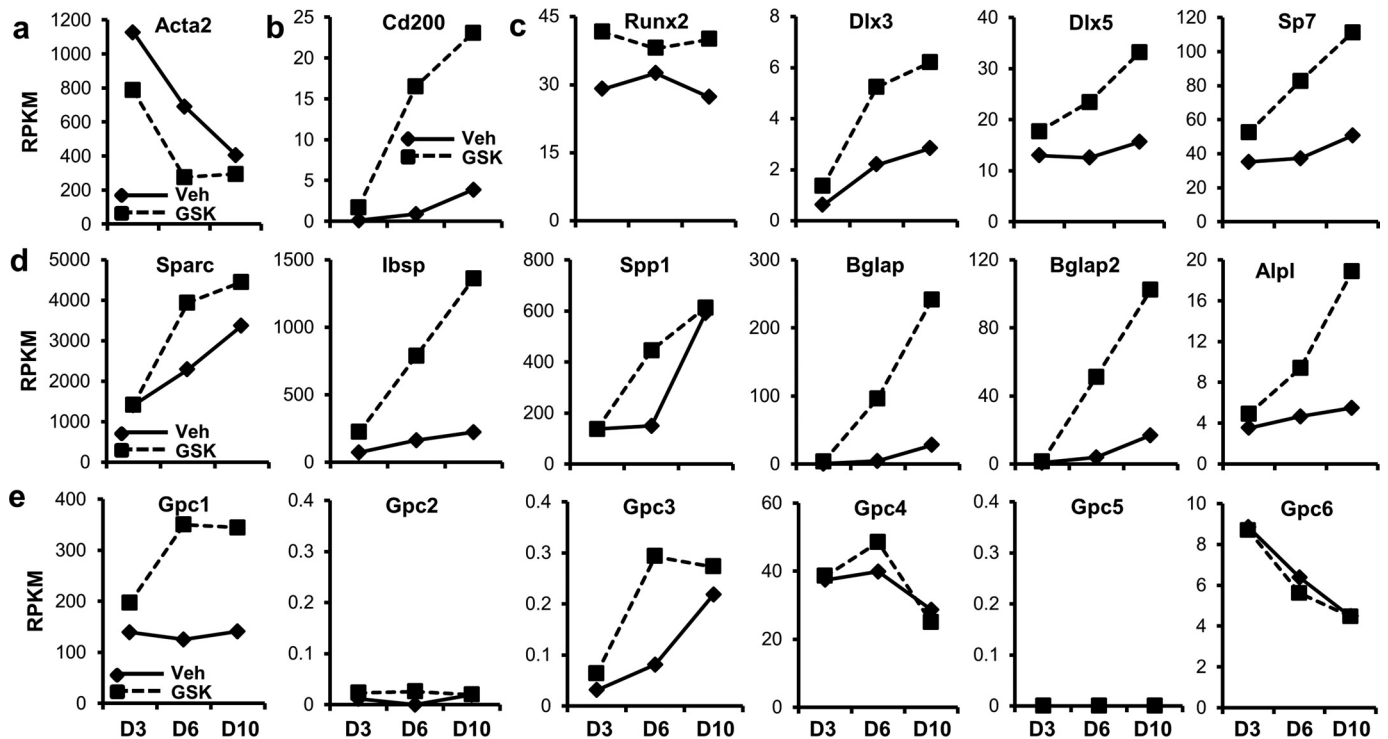 a
Acta2
1200
1000
800
600
400
200
0
RPKM
Veh
GSK
b
Cd200
25
20
15
10
5
0
Veh
GSK
c
Runx2
45
30
15
0
Dlx3
8
6
4
2
0
Dlx5
40
30
20
10
0
Sp7
120
100
80
60
40
20
0
d
Sparc
5000
4000
3000
2000
1000
0
RPKM
Veh
GSK
Ibsp
1500
1000
500
0
Spp1
800
600
400
200
0
Bglap
300
200
100
0
Bglap2
120
80
40
0
Alpl
20
16
12
8
4
0
e
Gpc1
400
300
200
100
0
RPKM
Veh
GSK
D3 D6 D10
Gpc2
0.4
0.3
0.2
0.1
0
D3 D6 D10
Gpc3
0.4
0.3
0.2
0.1
0
D3 D6 D10
Gpc4
60
40
20
0
D3 D6 D10
Gpc5
0.4
0.3
0.2
0.1
0
D3 D6 D10
Gpc6
10
8
6
4
2
0
D3 D6 D10